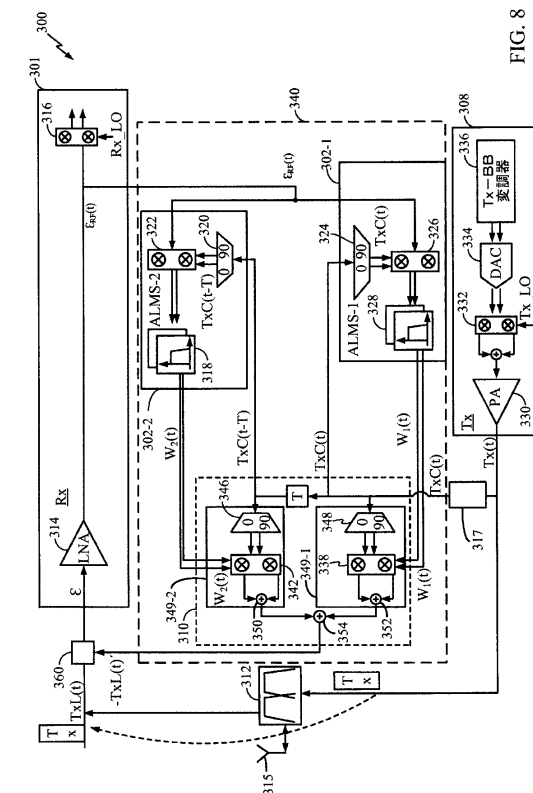 FIG. 8
300
301
316
Rx_LO
εRF(t)
Rx
314
LNA
ε
360
TxL(t)
T
x
-TxL(t)´
312
315
T
x
340
εRF(t)
322
320
0 90
ALMS-2
TxC(t-T)
318
302-2
W2(t)
TxC(t-T)
302-1
324
0 90
TxC(t)
326
ALMS-1
328
TxC(t)
W1(t)
TxC(t)
346
0
90
349-2
W2(t)
342
350
310
T
348
0
90
338
349-1
352
354
W1(t)
317
308
336
Tx-BB
変調器
334
DAC
332
Tx_LO
PA
330
Tx
Tx(t)